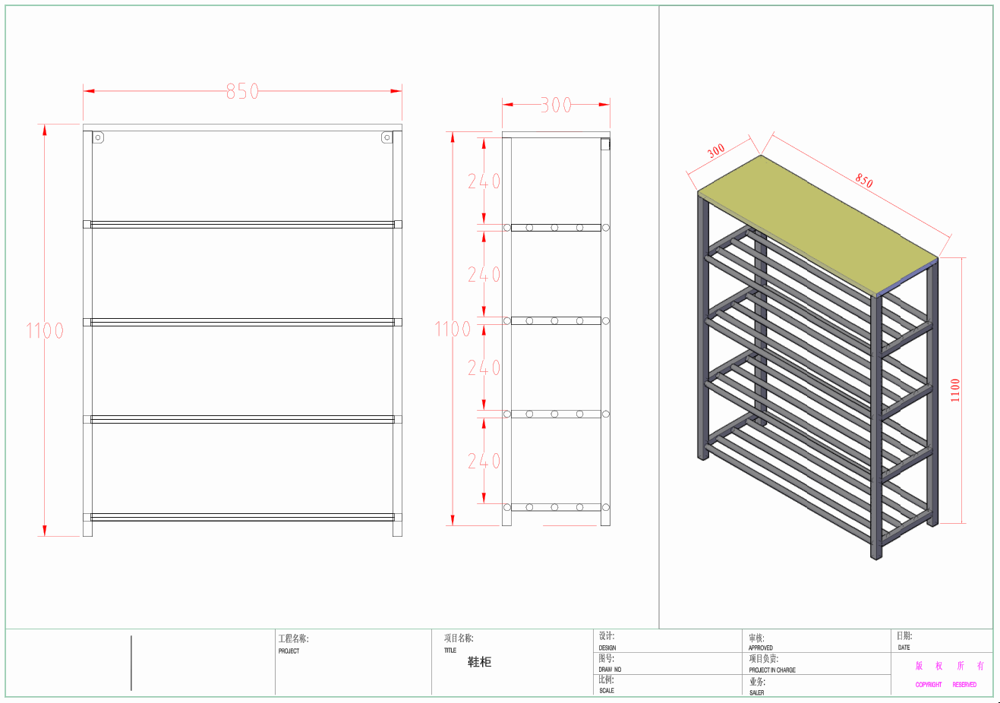 850
1100
300
240
240
1100
240
240
300
850
1100
工程名称:
PROJECT
项目名称:
TITLE
鞋柜
设计:
DESIGN
图号:
DRAW NO
比例:
SCALE
审核:
APPROVED
项目负责:
PROJECT IN CHARGE
业务:
SALER
日期:
DATE
版 权 所 有
COPYRIGHT RESERVED